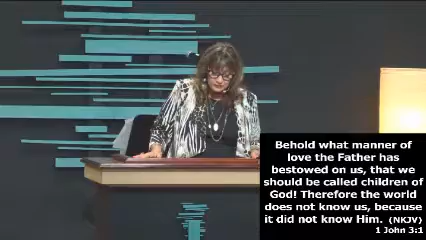 Behold what manner of
love the Father has
bestowed on us, that we
should be called children of
God! Therefore the world
does not know us, because
it did not know Him. (NKJV)
1 John 3:1